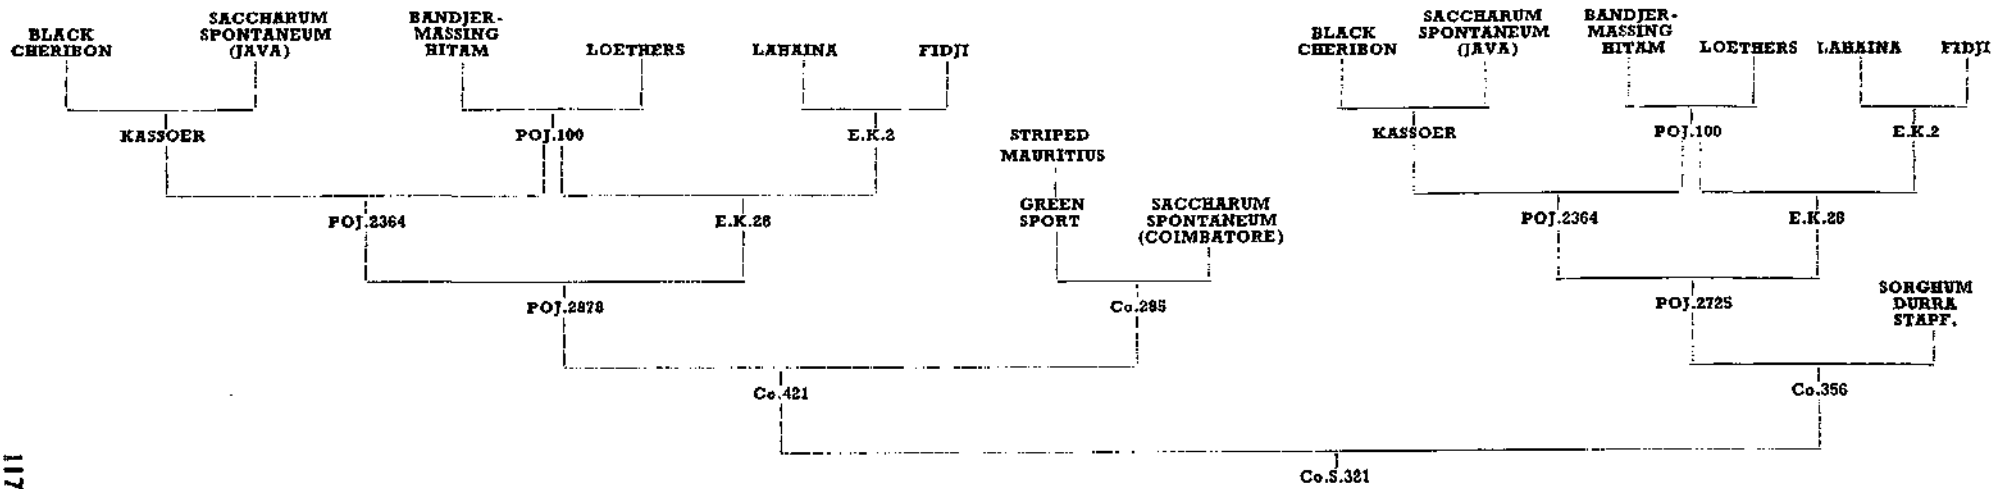 BLACK
CHERIBON
SACCHARUM
SPONTANEUM
(JAVA)
BANDJER-
MASSING
HITAM
LOETHERS
LAHAINA
FIDJI
BLACK
CHERIBON
SACCHARUM
SPONTANEUM
(JAVA)
BANDJER-
MASSING
HITAM
LOETHERS
LAHAINA
FIDJI
KASSOER
POJ.100
E.K.2
STRIPED
MAURITIUS
KASSOER
POJ.100
E.K.2
POJ.2364
E.K.28
GREEN
SPORT
SACCHARUM
SPONTANEUM
(COIMBATORE)
POJ.2364
E.K.28
POJ.2878
Co.285
POJ.2725
SORGHUM
DURRA
STAPF.
Co.421
Co.356
Co.S.321
117